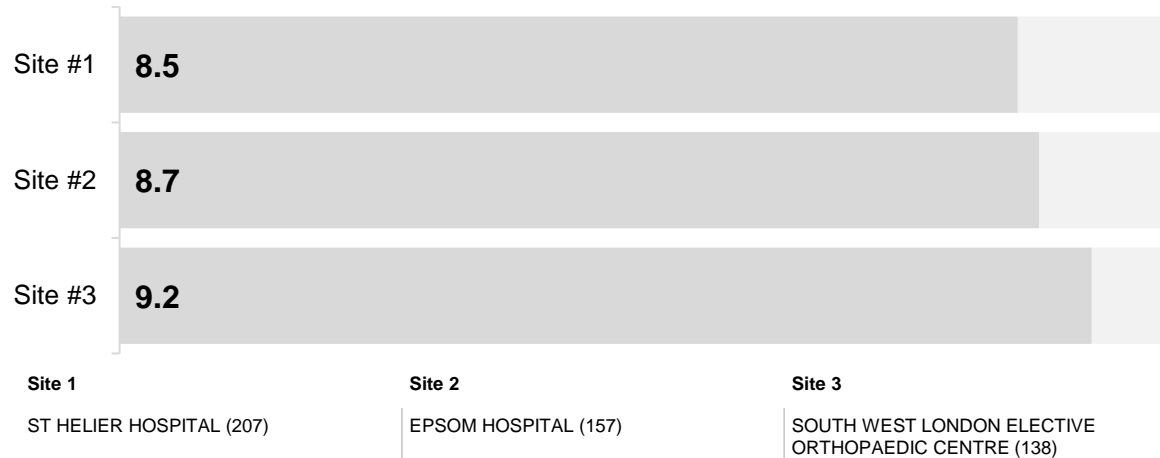 Site #1 8.5
Site #2 8.7
Site #3 9.2
Site 1 Site 2 Site 3
ST HELIER HOSPITAL (207) EPSOM HOSPITAL (157) SOUTH WEST LONDON ELECTIVE
ORTHOPAEDIC CENTRE (138)